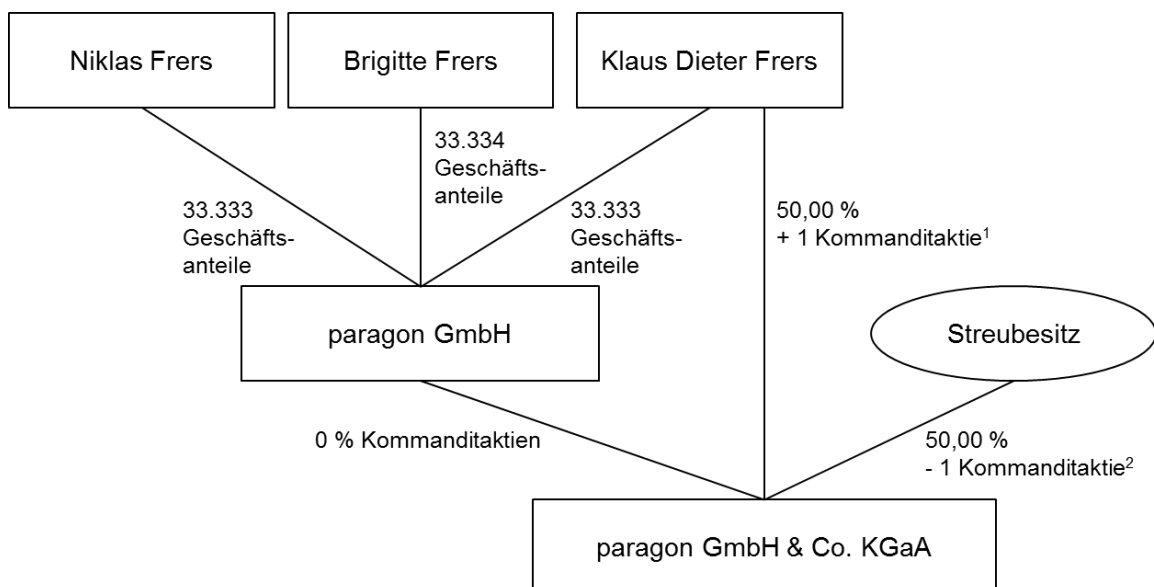 Niklas Frers
Brigitte Frers
Klaus Dieter Frers
33.334
Geschäfts-
anteile
33.333
Geschäfts-
anteile
33.333
Geschäfts-
anteile
50,00 %
+ 1 Kommanditaktie¹
paragon GmbH
Streubesitz
0 % Kommanditaktien
50,00 %
- 1 Kommanditaktie²
paragon GmbH & Co. KGaA